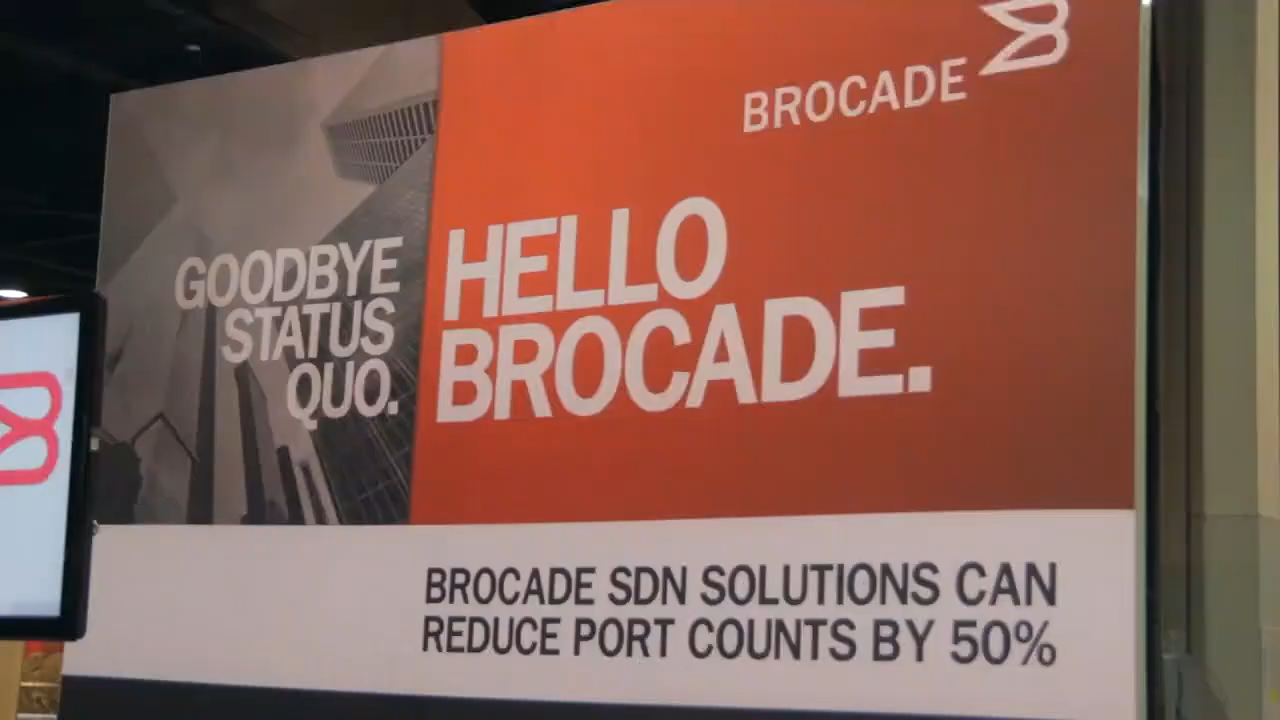 BROCADE
GOODBYE
STATUS
QUO.
HELLO
BROCADE.
BROCADE SDN SOLUTIONS CAN
REDUCE PORT COUNTS BY 50%